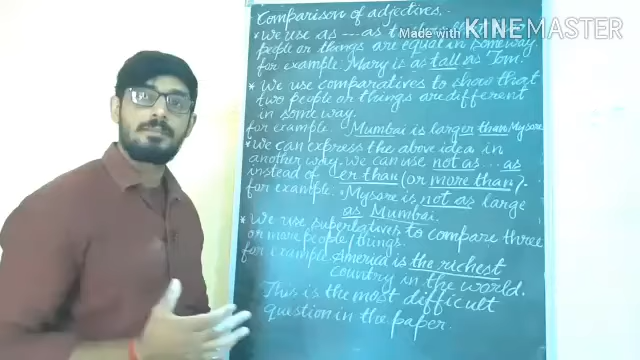 Comparison of adjectives.
Made with KINEMASTER
* We use as --- as to
people or things are equal in some way.
for example. Mary is as tall as Tom.
* We use comparatives to show that
two people or things are different
in some way.
for example. Mumbai is larger than Mysore
* We can express the above idea in
another way. We can use not as ... as
instead of er than (or more than).
for example. Mysore is not as large
as Mumbai.
* We use superlatives to compare three
or more people/things.
for example America is the richest
country in the world.
This is the most difficult
question in the paper.